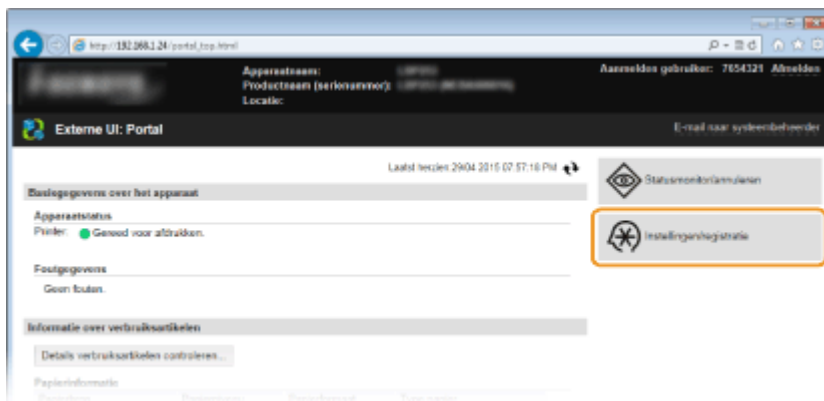 http://192.168.1.24/portal_top.html
Apparaatnaam:
Productnaam (serienummer):
Locatie:
Aanmelden gebruiker: 7654321 Afmelden
Externe UI: Portal
E-mail naar systeembeheerder
Laatst herzien: 29/04 2015 07:57:18 PM
Basisgegevens over het apparaat
Apparaatstatus
Printer: Gereed voor afdrukken.
Foutgegevens
Geen fouten.
Informatie over verbruiksartikelen
Details verbruiksartikelen controleren...
Papierinformatie
Statusmonitor/annuleren
Instellingen/registratie